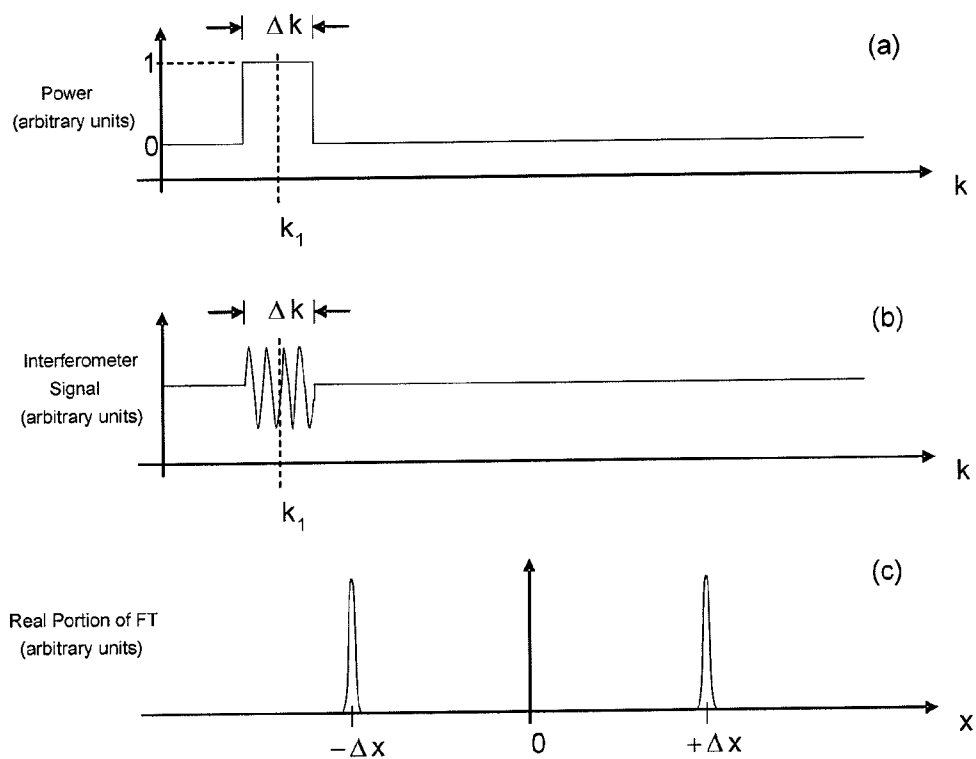 Δk
(a)
1
Power
(arbitrary units)
0
k
k1
Δk
(b)
Interferometer
Signal
(arbitrary units)
k
k1
(c)
Real Portion of FT
(arbitrary units)
x
−Δx
0
+Δx